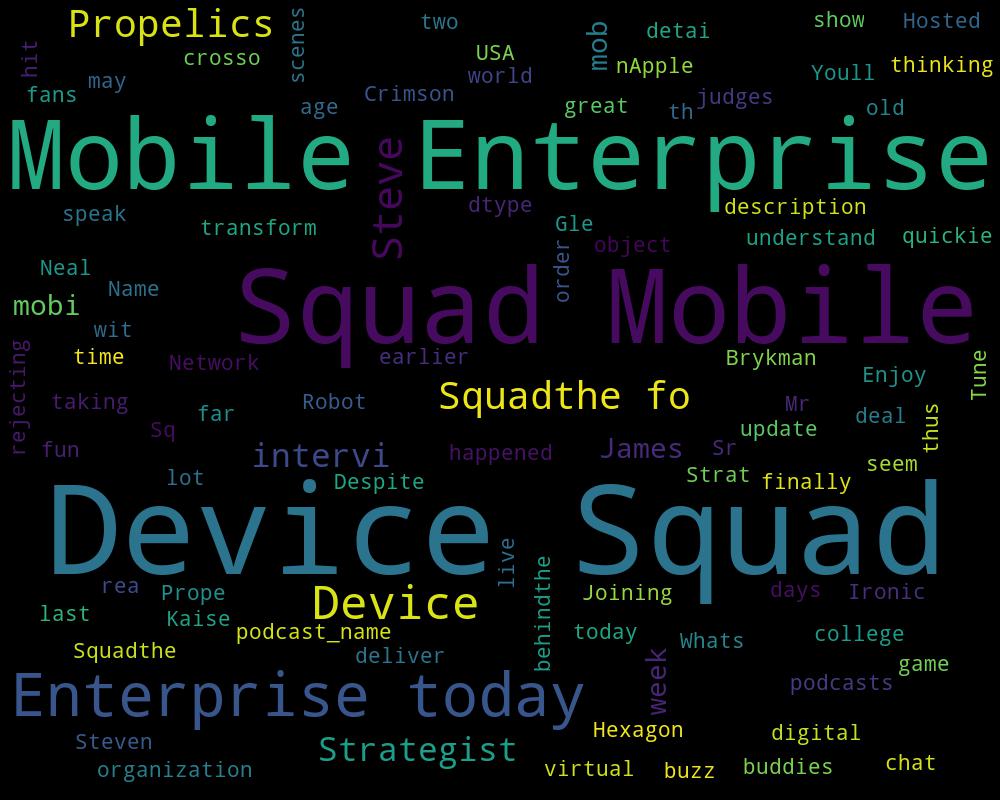 Propelics scenes two mob detai show Hosted
hit crosso USA nApple Youll thinking
fans may age Crimson world great th judges old
Mobile Enterprise
Steve
speak transform dtype Gle description
object understand quickie
Neal Name order
Squad Mobile
mobi wit
time Network earlier Brykman Enjoy Tune
rejecting taking far Robot Squadthe fo Mr deal thus
Sq update
fun intervi happened James Sr
lot Despite Strat finally seem
Device Squad
live behindthe
rea Prope Device Joining days Ironic
last Kaise podcast_name today Whats college
Squadthe deliver week game
Enterprise today podcasts
Steven Strategist Hexagon digital
organization virtual buzz buddies chat